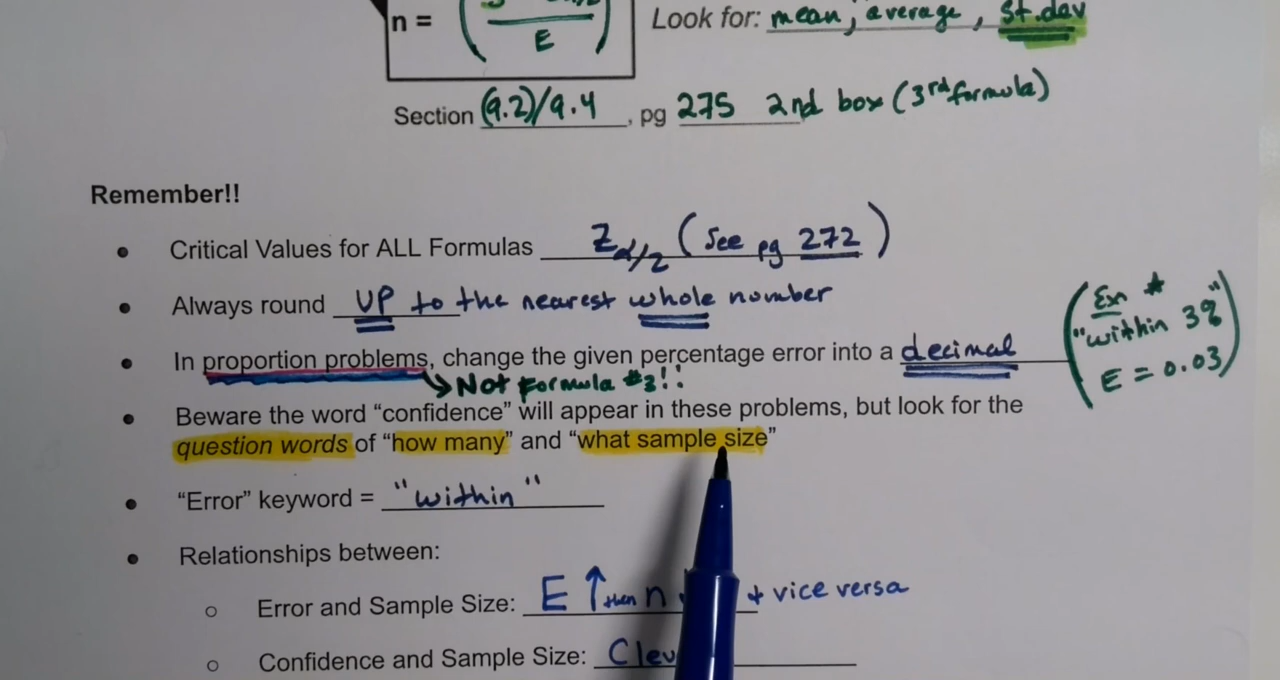 n =
E
Look for: mean, average, st.dev
Section (9.2)/9.4, pg 275 2nd box (3rd formula)
Remember!!
• Critical Values for ALL Formulas Zα/2 (See pg 272)
• Always round UP to the nearest whole number
• In proportion problems, change the given percentage error into a decimal
(Ex * "within 3%" E = 0.03)
↳ Not Formula #3!!
• Beware the word “confidence” will appear in these problems, but look for the
question words of “how many” and “what sample size”
• “Error” keyword = "within"
• Relationships between:
○ Error and Sample Size: E ↑ then n + vice versa
○ Confidence and Sample Size: